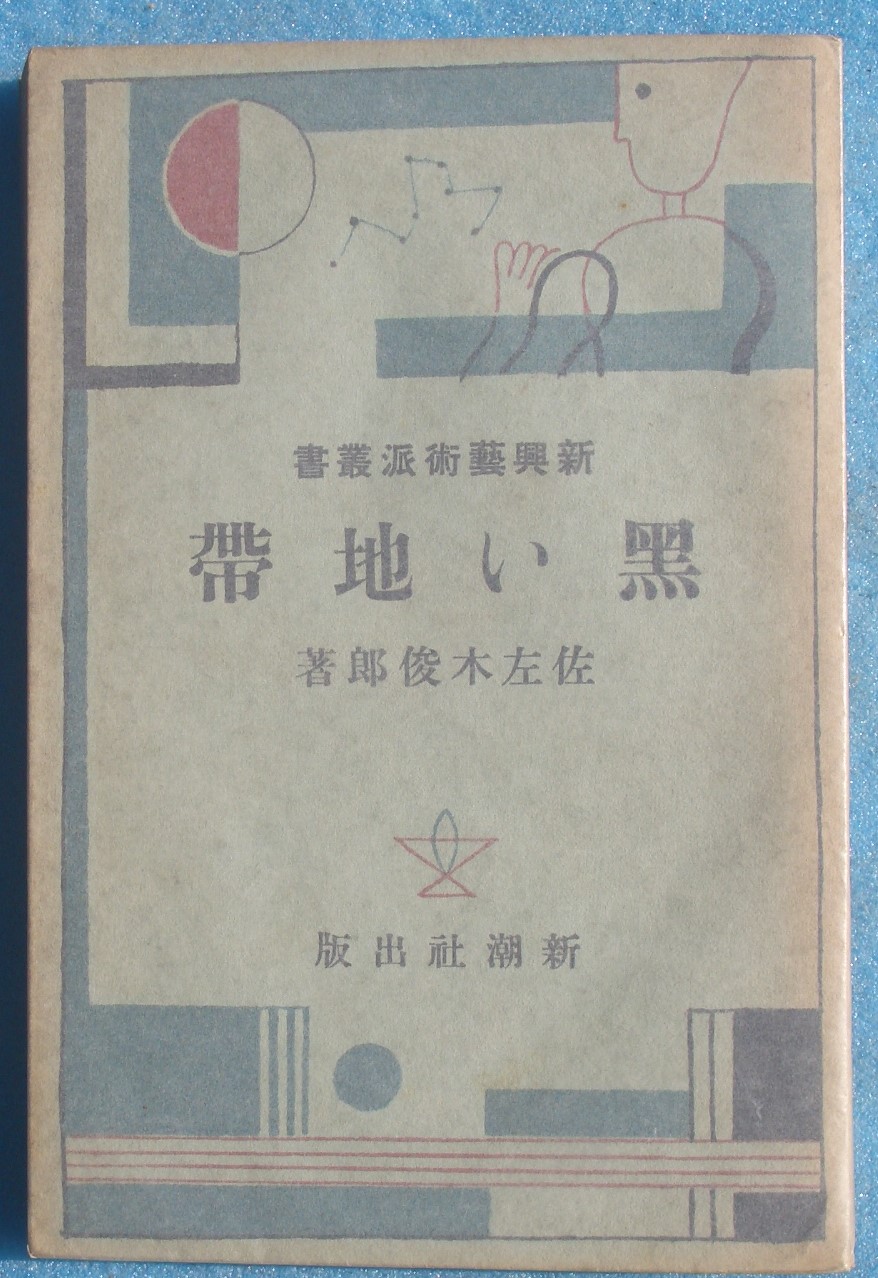 新興藝術派叢書
黑い地帶
佐左木俊郎著
新潮社出版